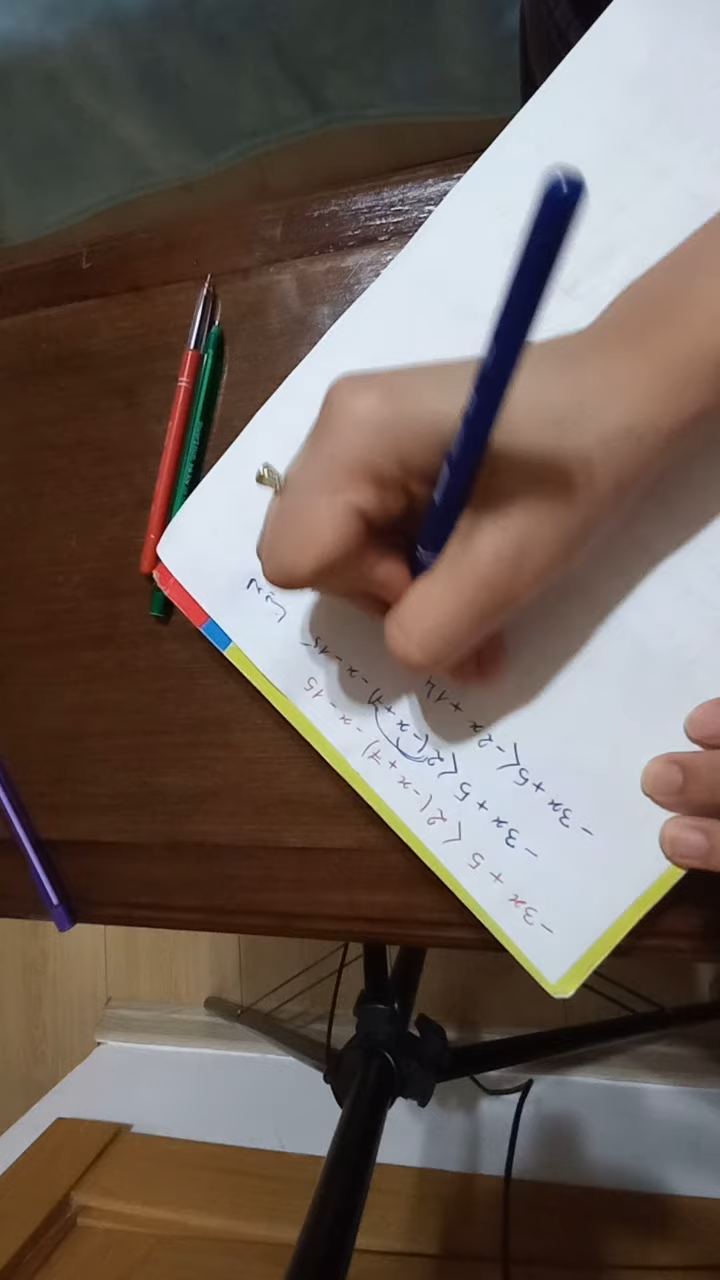 -3x + 5 < 2(-x+7) - x - 15
-3x + 5 < 2(-x+7) - x - 15
-3x + 5 < -2x + 14